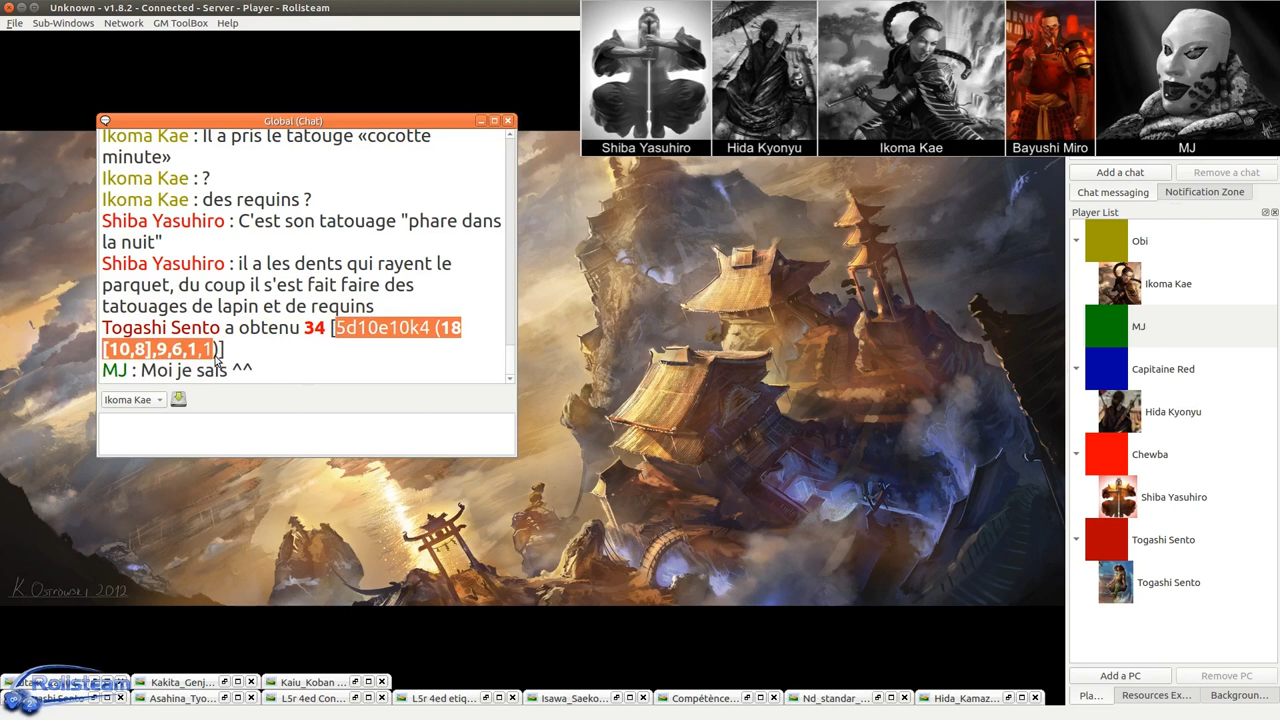 Unknown - v1.8.2 - Connected - Server - Player - Rolisteam
File Sub-Windows Network GM ToolBox Help
Shiba Yasuhiro Hida Kyonyu Ikoma Kae Bayushi Miro MJ
Global (Chat)
Ikoma Kae : Il a pris le tatouge «cocotte
minute»
Ikoma Kae : ?
Ikoma Kae : des requins ?
Shiba Yasuhiro : C'est son tatouage "phare dans
la nuit"
Shiba Yasuhiro : il a les dents qui rayent le
parquet, du coup il s'est fait faire des
tatouages de lapin et de requins
Togashi Sento a obtenu 34 [5d10e10k4 (18
[10,8],9,6,1,1)]
MJ : Moi je sais ^^
Ikoma Kae
Add a chat Remove a chat
Chat messaging Notification Zone
Player List
Obi
Ikoma Kae
MJ
Capitaine Red
Hida Kyonyu
Chewba
Shiba Yasuhiro
Togashi Sento
Togashi Sento
Add a PC Remove PC
Pla... Resources Ex... Backgroun...
K Ostrowski 2012
Rolisteam
Kakita_Genj... Kaiu_Koban ...
Asahina_Tyo... L5r 4ed Con... L5r 4ed etiq... Isawa_Saeko... Compétence... Nd_standar_... Hida_Kamaz...